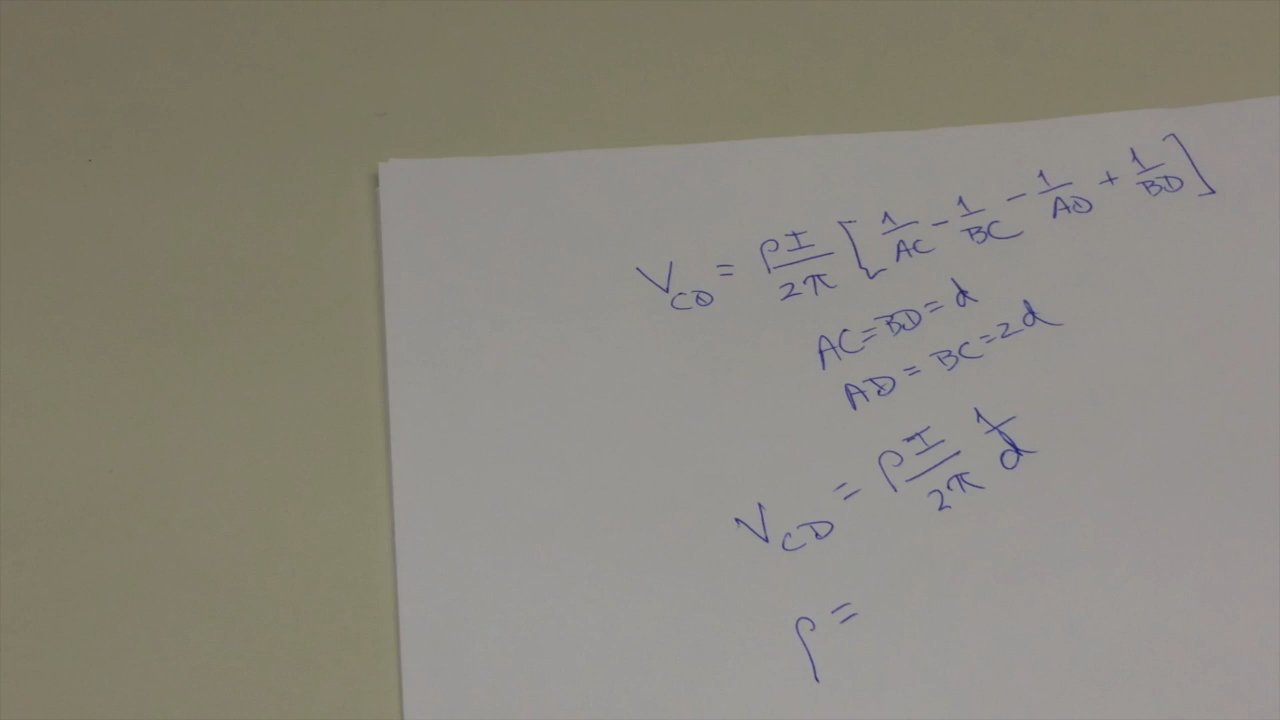 V_CD = ρI/2π [1/AC - 1/BC - 1/AD + 1/BD]
AC = BD = d
AD = BC = 2d
V_CD = ρ I/2π 1/d
ρ =